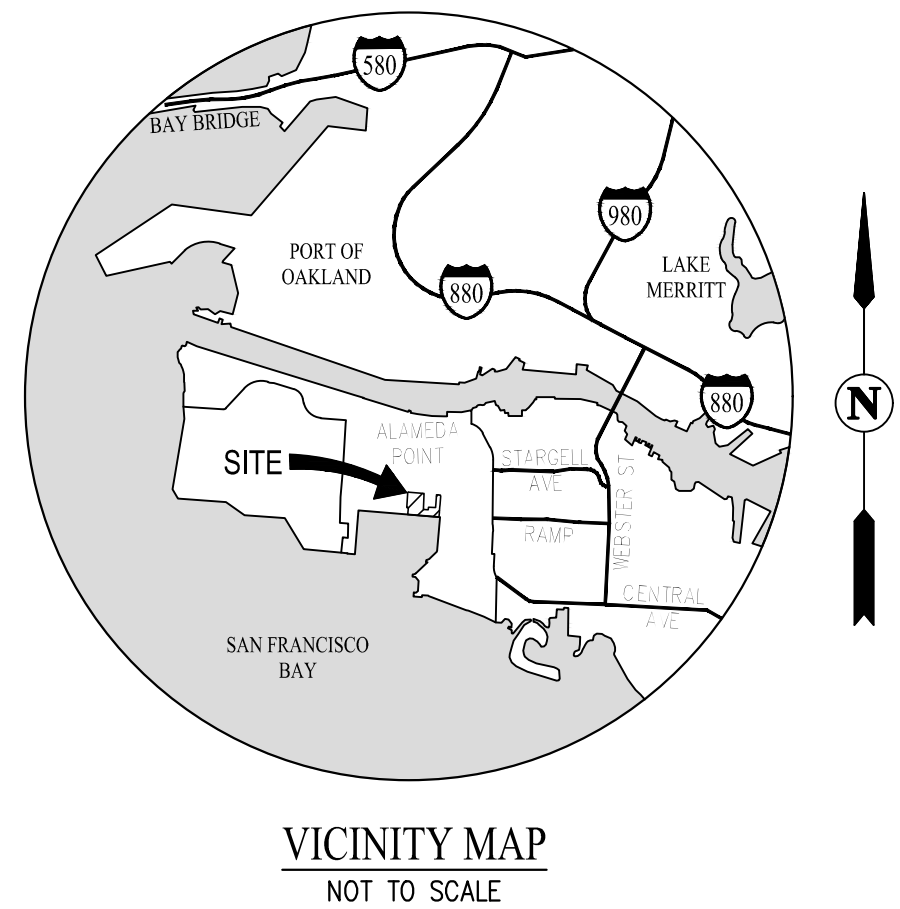 580
BAY BRIDGE
980
PORT OF
OAKLAND
LAKE
MERRITT
880
880
N
ALAMEDA
POINT
SITE
STARGELL
AVE
WEBSTER ST
RAMP
CENTRAL
AVE
SAN FRANCISCO
BAY
VICINITY MAP
NOT TO SCALE